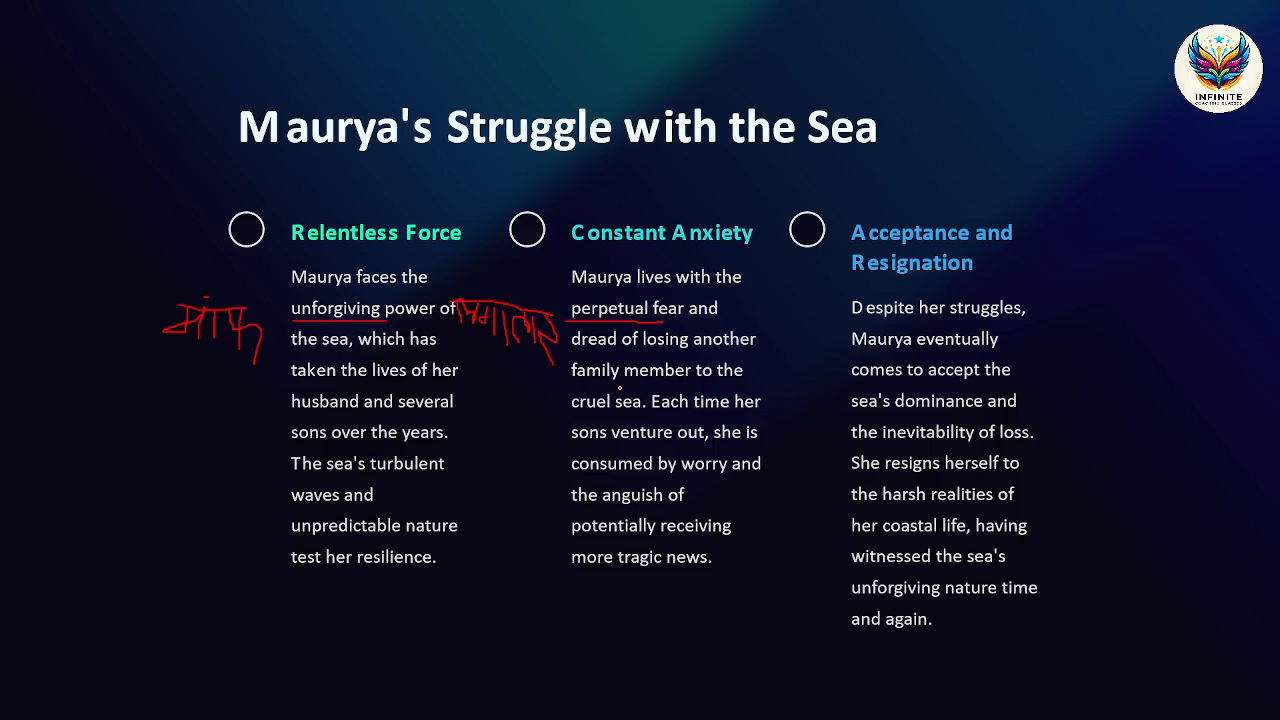 INFINITE
COACHING CLASSES
Maurya's Struggle with the Sea
Relentless Force
Maurya faces the
unforgiving power of
the sea, which has
taken the lives of her
husband and several
sons over the years.
The sea's turbulent
waves and
unpredictable nature
test her resilience.
मांफ
लगातार
Constant Anxiety
Maurya lives with the
perpetual fear and
dread of losing another
family member to the
cruel sea. Each time her
sons venture out, she is
consumed by worry and
the anguish of
potentially receiving
more tragic news.
Acceptance and
Resignation
Despite her struggles,
Maurya eventually
comes to accept the
sea's dominance and
the inevitability of loss.
She resigns herself to
the harsh realities of
her coastal life, having
witnessed the sea's
unforgiving nature time
and again.